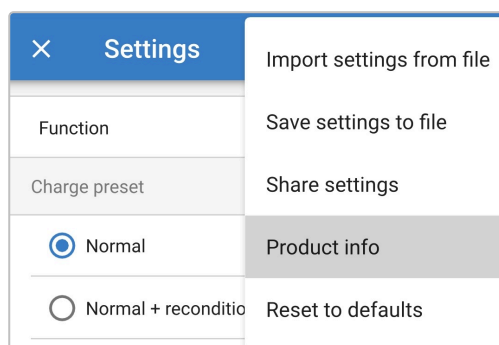 Settings
Function
Charge preset
Normal
Normal + reconditio
Import settings from file
Save settings to file
Share settings
Product info
Reset to defaults